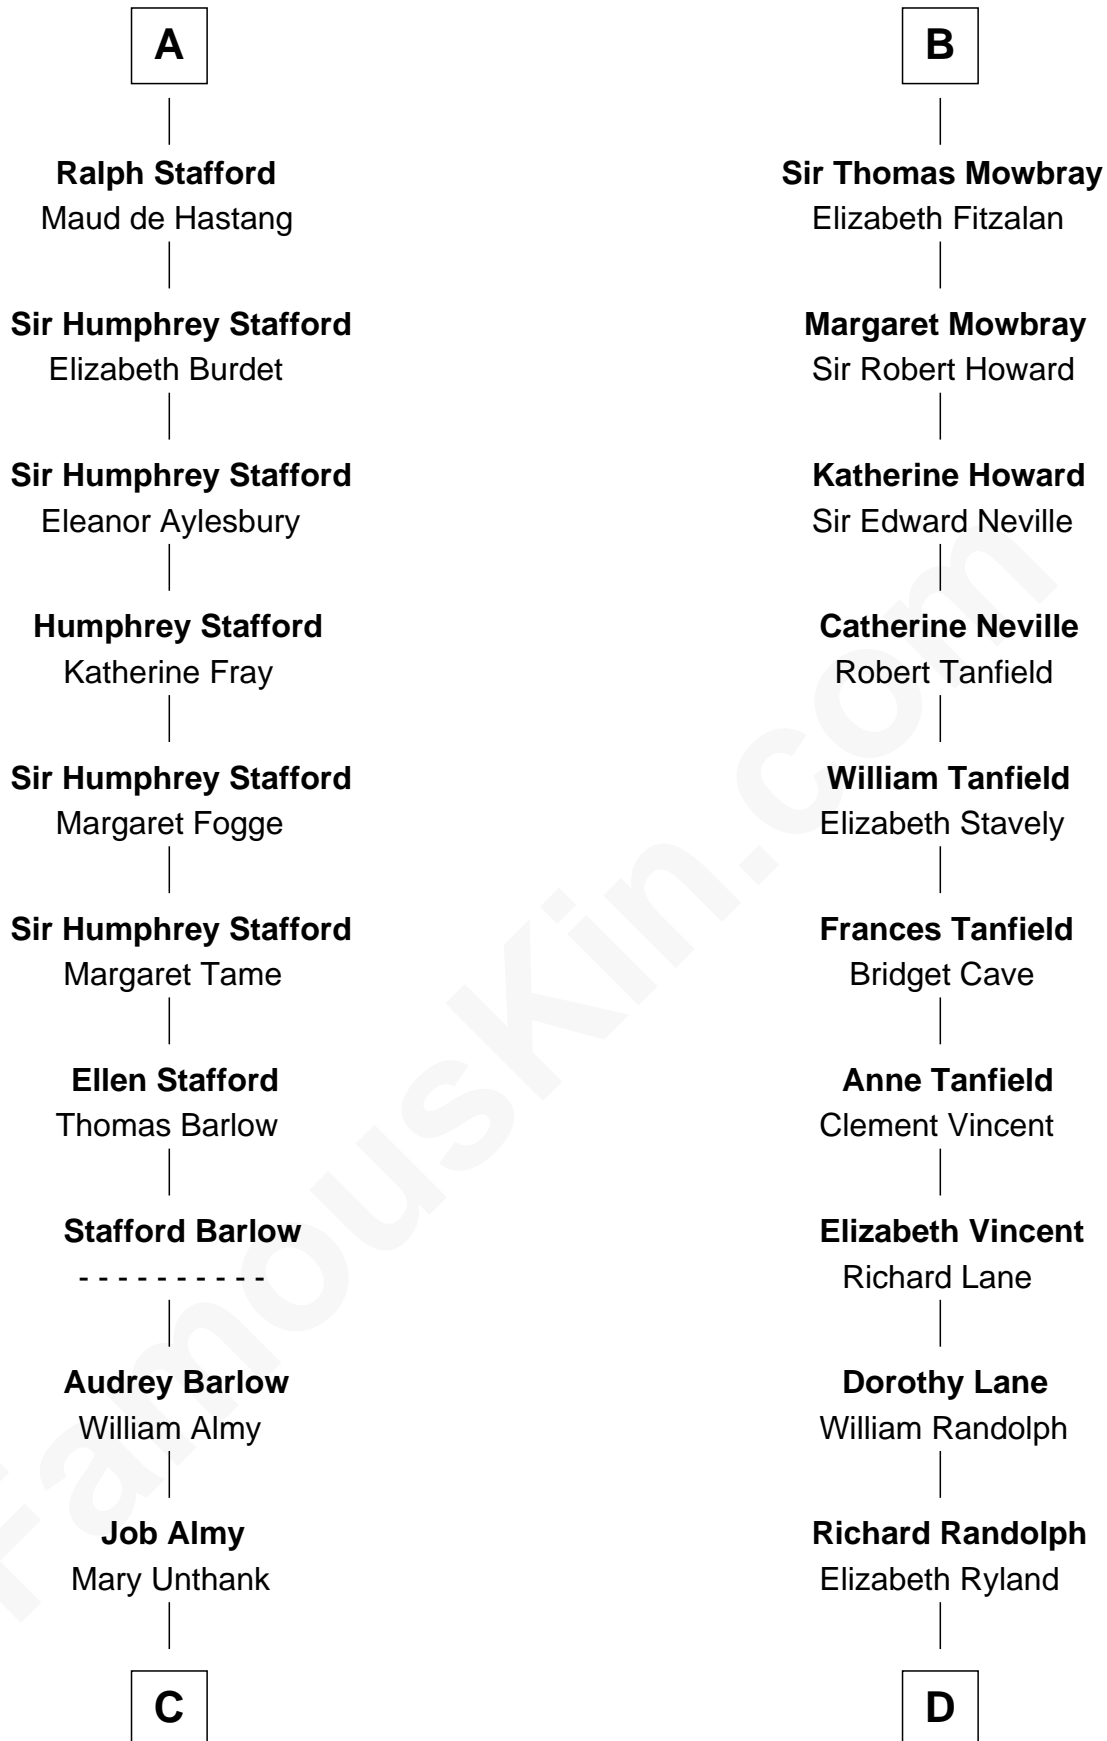 A
Ralph Stafford
Maud de Hastang
Sir Humphrey Stafford
Elizabeth Burdet
Sir Humphrey Stafford
Eleanor Aylesbury
Humphrey Stafford
Katherine Fray
Sir Humphrey Stafford
Margaret Fogge
Sir Humphrey Stafford
Margaret Tame
Ellen Stafford
Thomas Barlow
Stafford Barlow
- - - - - - - - - -
Audrey Barlow
William Almy
Job Almy
Mary Unthank
C
B
Sir Thomas Mowbray
Elizabeth Fitzalan
Margaret Mowbray
Sir Robert Howard
Katherine Howard
Sir Edward Neville
Catherine Neville
Robert Tanfield
William Tanfield
Elizabeth Stavely
Frances Tanfield
Bridget Cave
Anne Tanfield
Clement Vincent
Elizabeth Vincent
Richard Lane
Dorothy Lane
William Randolph
Richard Randolph
Elizabeth Ryland
D
FamousKin.com